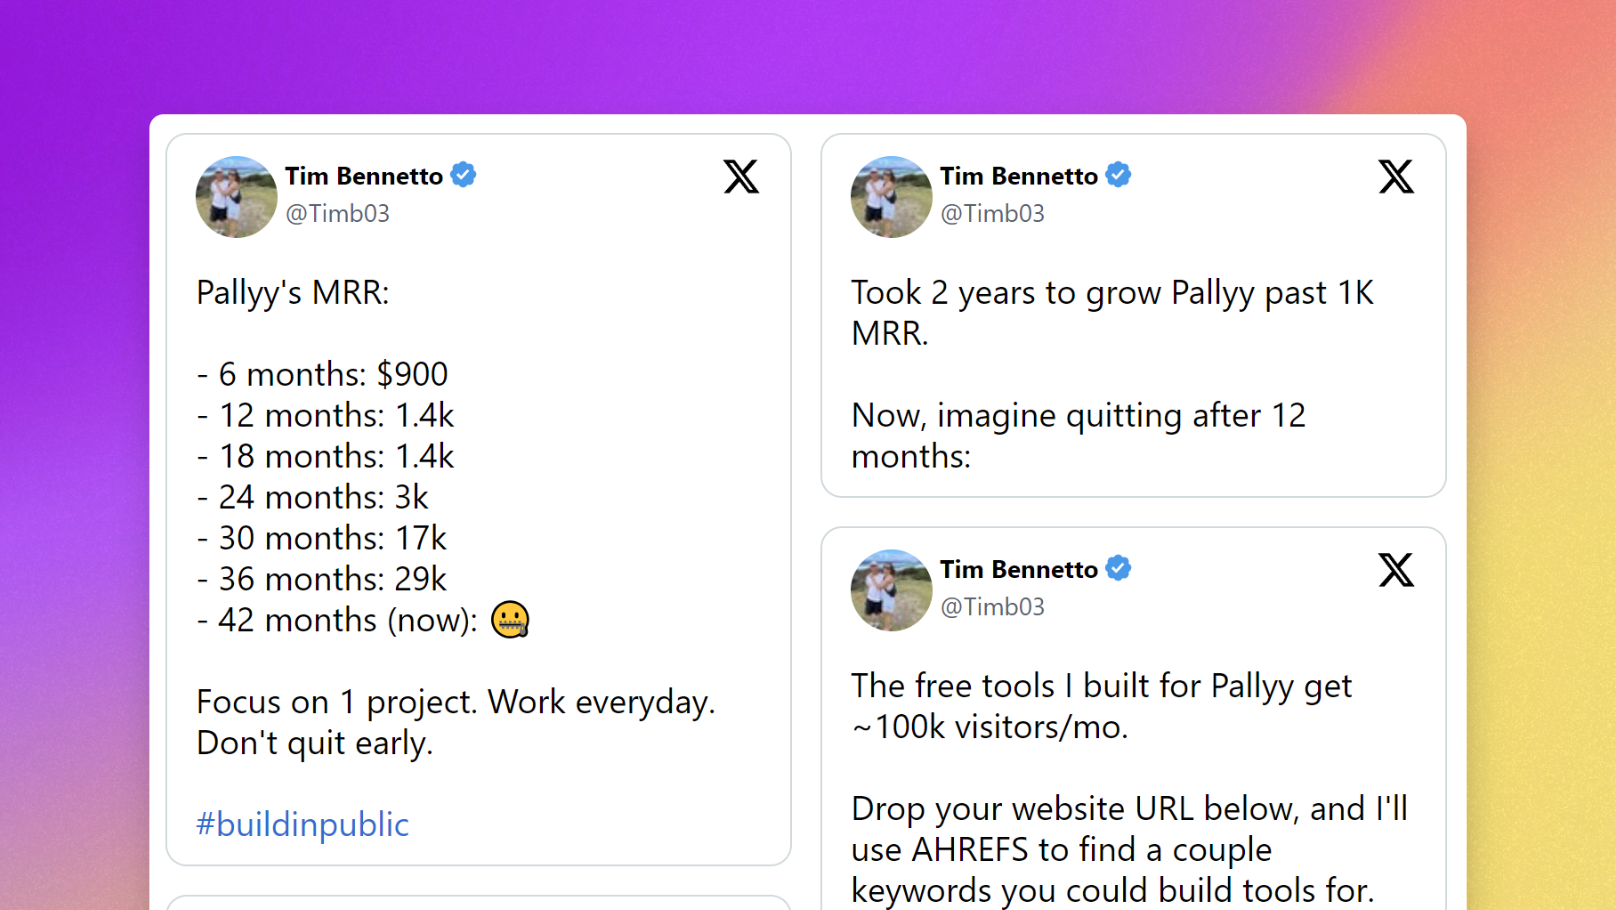 Tim Bennetto
@Timb03
Pallyy's MRR:
- 6 months: $900
- 12 months: 1.4k
- 18 months: 1.4k
- 24 months: 3k
- 30 months: 17k
- 36 months: 29k
- 42 months (now): 🤐
Focus on 1 project. Work everyday.
Don't quit early.
#buildinpublic
Tim Bennetto
@Timb03
Took 2 years to grow Pallyy past 1K
MRR.
Now, imagine quitting after 12
months:
Tim Bennetto
@Timb03
The free tools I built for Pallyy get
~100k visitors/mo.
Drop your website URL below, and I'll
use AHREFS to find a couple
keywords you could build tools for.